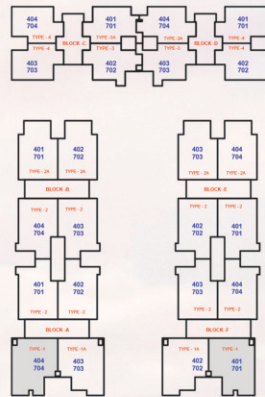 404 401 404 401
704 701 704 701
TYPE - 4 TYPE -3A TYPE -3A TYPE -4
BLOCK-C BLOCK-D
TYPE - 4 TYPE - 3 TYPE - 3 TYPE -4
403 402 403 402
703 702 703 702
401 402 403 404
701 702 703 704
TYPE - 2A TYPE - 2A TYPE - 2A TYPE - 2A
BLOCK-B BLOCK-E
TYPE - 2 TYPE - 2 TYPE - 2 TYPE - 2
404 403 402 401
704 703 702 701
401 402 403 404
701 702 703 704
TYPE - 2 TYPE - 2 TYPE - 2 TYPE - 2
BLOCK-A BLOCK-F
TYPE -1A TYPE -1A
404 403 402 401
704 703 702 701